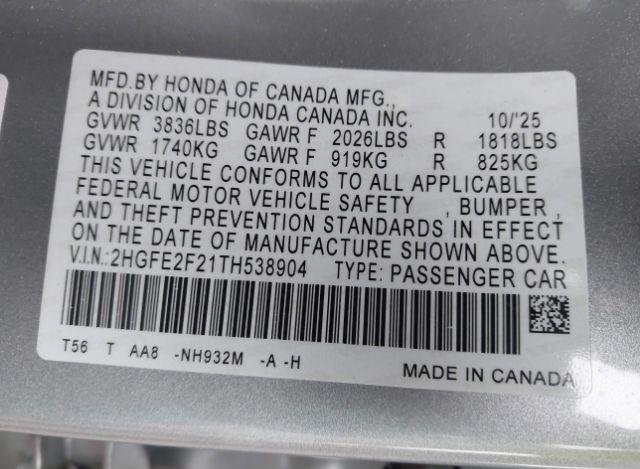 MFD.BY HONDA OF CANADA MFG.,
A DIVISION OF HONDA CANADA INC. 10/'25
GVWR 3836LBS GAWR F 2026LBS R 1818LBS
GVWR 1740KG GAWR F 919KG R 825KG
THIS VEHICLE CONFORMS TO ALL APPLICABLE
FEDERAL MOTOR VEHICLE SAFETY , BUMPER ,
AND THEFT PREVENTION STANDARDS IN EFFECT
ON THE DATE OF MANUFACTURE SHOWN ABOVE.
V.I.N.:2HGFE2F21TH538904 TYPE: PASSENGER CAR
T56 T AA8 -NH932M -A -H
MADE IN CANADA